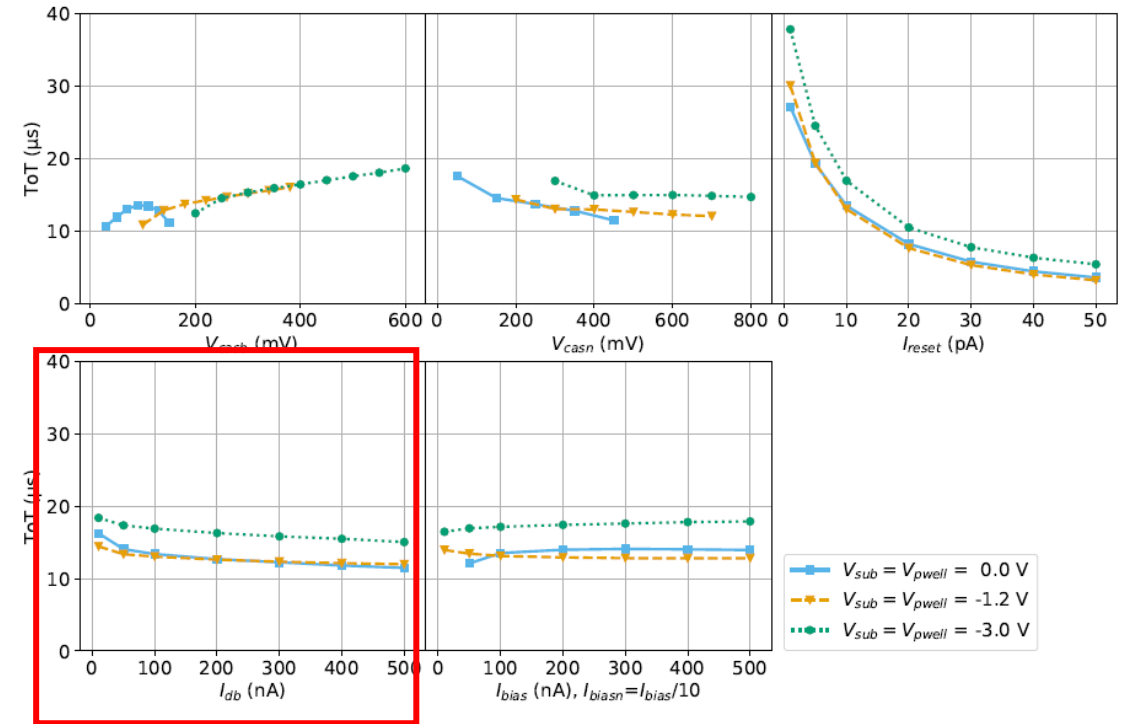 40
30
20
10
0
ToT (μs)
0 200 400 600
V_casb (mV)
0 200 400 600 800
V_casn (mV)
0 10 20 30 40 50
I_reset (pA)
40
30
20
10
0
ToT (μs)
0 100 200 300 400 500
I_db (nA)
0 100 200 300 400 500
I_bias (nA), I_biasn=I_bias/10
V_sub = V_pwell = 0.0 V
V_sub = V_pwell = -1.2 V
V_sub = V_pwell = -3.0 V